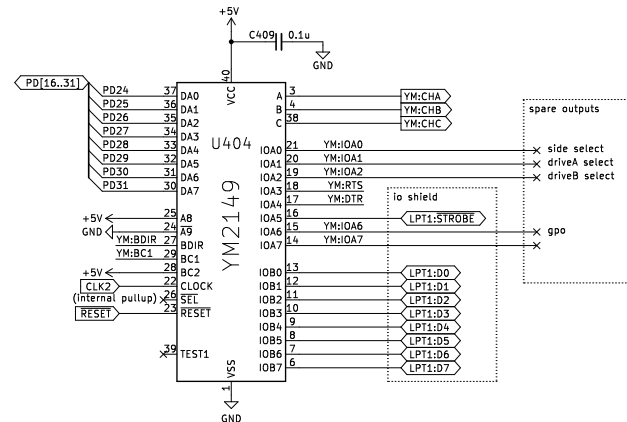 +5V
C409 0.1u
GND
PD[16..31]
PD24 37 DA0
PD25 36 DA1
PD26 35 DA2
PD27 34 DA3
PD28 33 DA4
PD29 32 DA5
PD30 31 DA6
PD31 30 DA7
40 VCC
U404
YM2149
3 A YM:CHA
4 B YM:CHB
38 C YM:CHC
spare outputs
IOA0 21 YM:IOA0 side select
IOA1 20 YM:IOA1 driveA select
IOA2 19 YM:IOA2 driveB select
IOA3 18 YM:RTS
IOA4 17 YM:DTR
io shield
IOA5 16 LPT1:STROBE
IOA6 15 YM:IOA6 gpo
IOA7 14 YM:IOA7
+5V 25 A8
GND 24 A9
YM:BDIR 27 BDIR
YM:BC1 29 BC1
+5V 28 BC2
CLK2 22 CLOCK
(internal pullup) 26 SEL
RESET 23 RESET
39 TEST1
IOB0 13 LPT1:D0
IOB1 12 LPT1:D1
IOB2 11 LPT1:D2
IOB3 10 LPT1:D3
IOB4 9 LPT1:D4
IOB5 8 LPT1:D5
IOB6 7 LPT1:D6
IOB7 6 LPT1:D7
1 VSS
GND